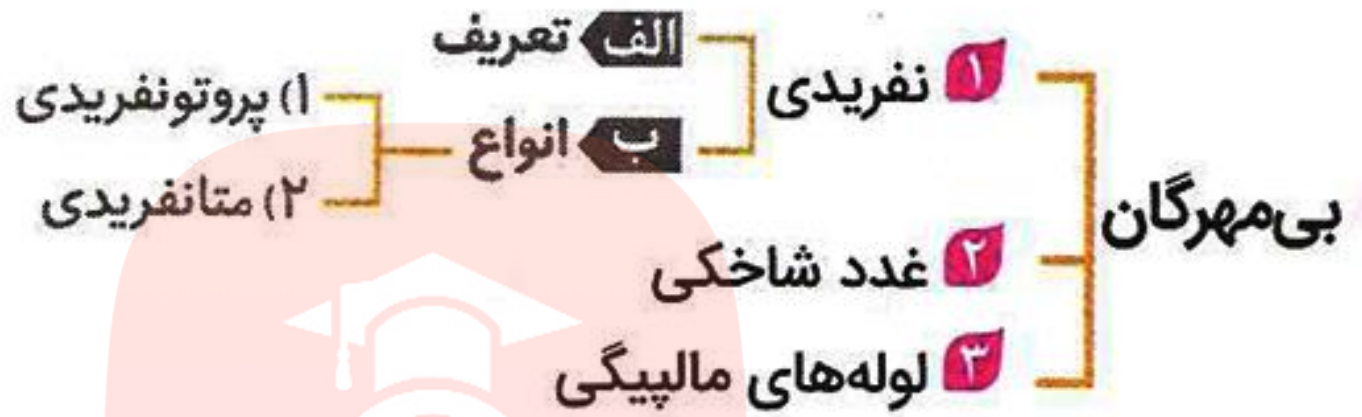 بی‌مهرگان
۱ نفریدی
الف تعریف
ب انواع
۱) پروتونفریدی
۲) متانفریدی
۲ غدد شاخکی
۳ لوله‌های مالپیگی